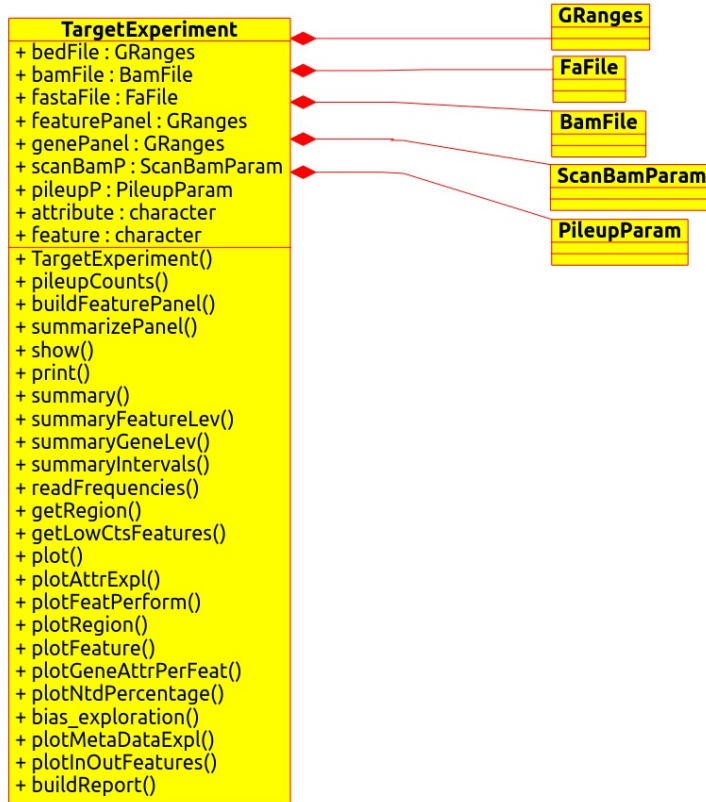 TargetExperiment
+ bedFile : GRanges
+ bamFile : BamFile
+ fastaFile : FaFile
+ featurePanel : GRanges
+ genePanel : GRanges
+ scanBamP : ScanBamParam
+ pileupP : PileupParam
+ attribute : character
+ feature : character
+ TargetExperiment()
+ pileupCounts()
+ buildFeaturePanel()
+ summarizePanel()
+ show()
+ print()
+ summary()
+ summaryFeatureLev()
+ summaryGeneLev()
+ summaryIntervals()
+ readFrequencies()
+ getRegion()
+ getLowCtsFeatures()
+ plot()
+ plotAttrExpl()
+ plotFeatPerform()
+ plotRegion()
+ plotFeature()
+ plotGeneAttrPerFeat()
+ plotNtdPercentage()
+ bias_exploration()
+ plotMetaDataExpl()
+ plotInOutFeatures()
+ buildReport()
GRanges
FaFile
BamFile
ScanBamParam
PileupParam